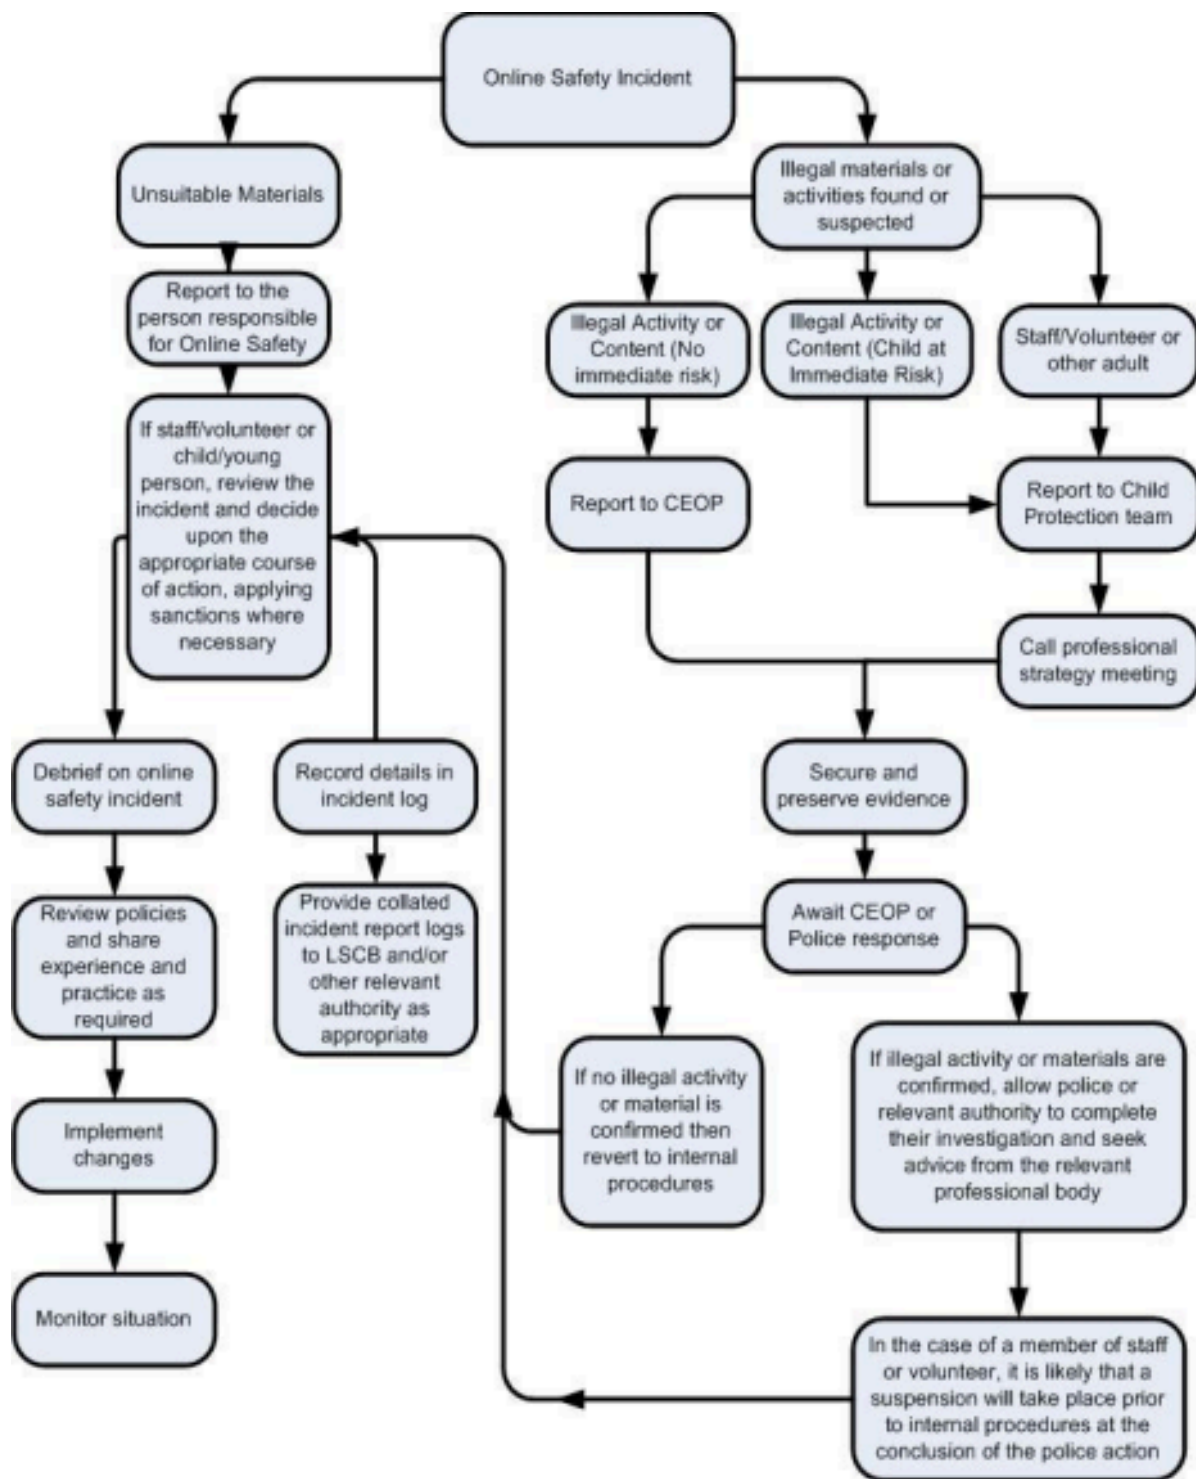 Online Safety Incident
Unsuitable Materials
Illegal materials or
activities found or
suspected
Report to the
person responsible
for Online Safety
Illegal Activity or
Content (No
immediate risk)
Illegal Activity or
Content (Child at
Immediate Risk)
Staff/Volunteer or
other adult
If staff/volunteer or
child/young
person, review the
incident and decide
upon the
appropriate course
of action, applying
sanctions where
necessary
Report to CEOP
Report to Child
Protection team
Call professional
strategy meeting
Debrief on online
safety incident
Record details in
incident log
Secure and
preserve evidence
Review policies
and share
experience and
practice as
required
Provide collated
incident report logs
to LSCB and/or
other relevant
authority as
appropriate
Await CEOP or
Police response
If no illegal activity
or material is
confirmed then
revert to internal
procedures
If illegal activity or materials are
confirmed, allow police or
relevant authority to complete
their investigation and seek
advice from the relevant
professional body
Implement
changes
Monitor situation
In the case of a member of staff
or volunteer, it is likely that a
suspension will take place prior
to internal procedures at the
conclusion of the police action